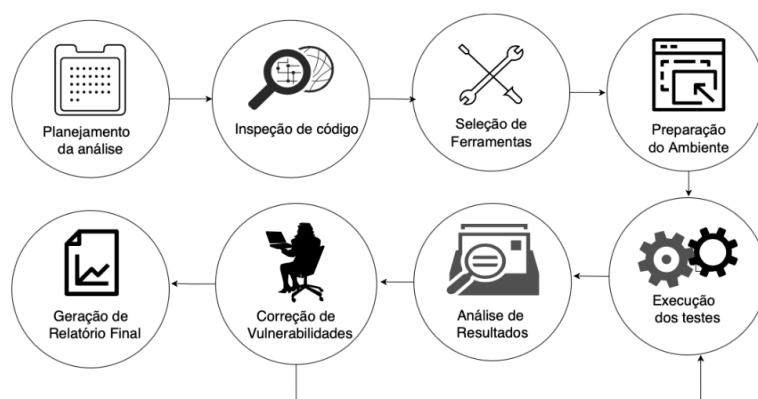 Planejamento
da análise
Inspeção de código
Seleção de
Ferramentas
Preparação
do Ambiente
Geração de
Relatório Final
Correção de
Vulnerabilidades
Análise de
Resultados
Execução
dos testes